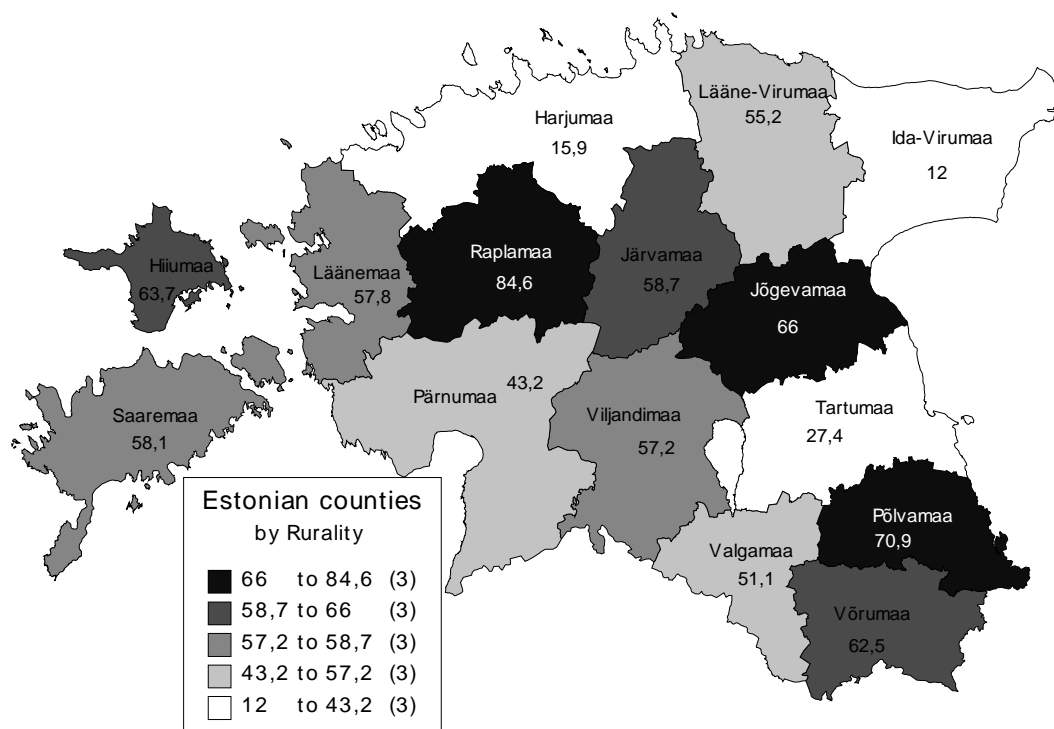 Lääne-Virumaa
55,2
Harjumaa
15,9
Ida-Virumaa
12
Hiiumaa
63,7
Läänemaa
57,8
Raplamaa
84,6
Järvamaa
58,7
Jõgevamaa
66
Saaremaa
58,1
Pärnumaa
43,2
Viljandimaa
57,2
Tartumaa
27,4
Valgamaa
51,1
Põlvamaa
70,9
Võrumaa
62,5
Estonian counties
by Rurality
66 to 84,6 (3)
58,7 to 66 (3)
57,2 to 58,7 (3)
43,2 to 57,2 (3)
12 to 43,2 (3)